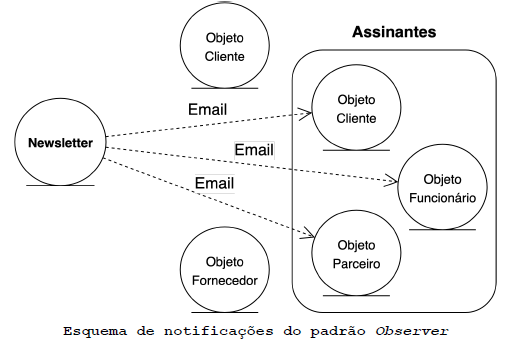 Objeto
Cliente
Assinantes
Newsletter
Email
Email
Email
Objeto
Cliente
Objeto
Funcionário
Objeto
Parceiro
Objeto
Fornecedor
Esquema de notificações do padrão Observer